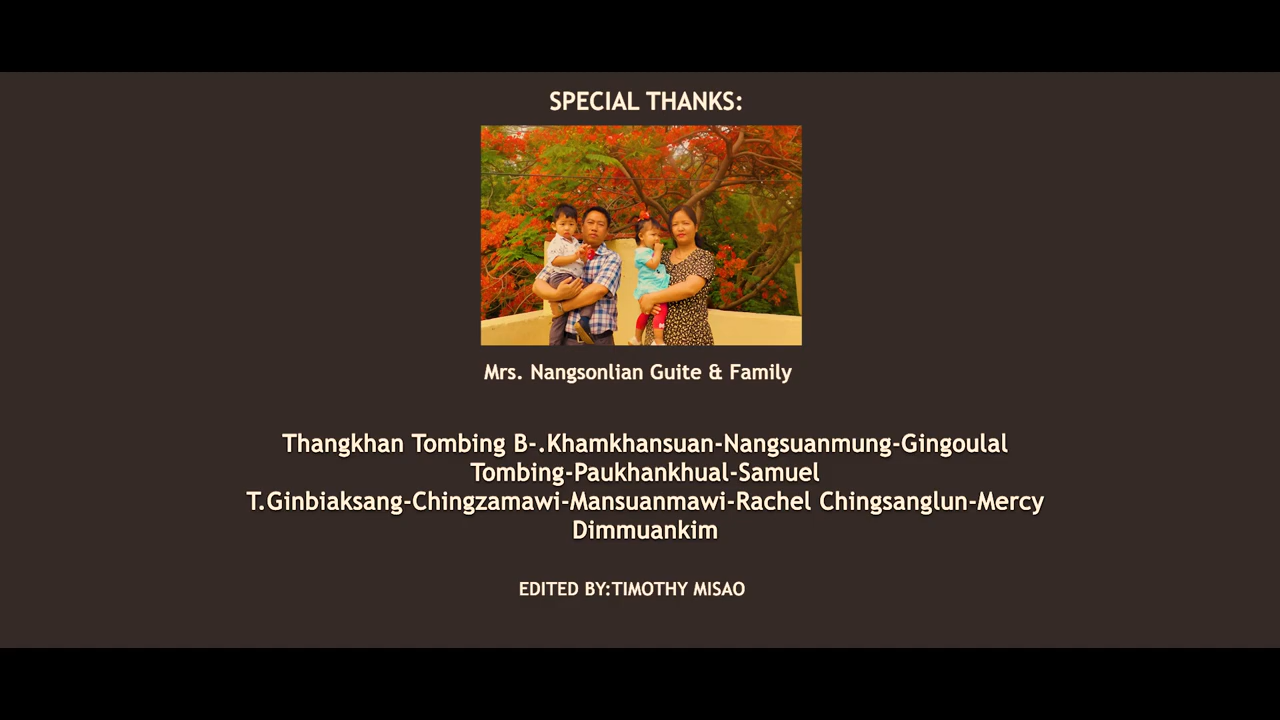 SPECIAL THANKS:
Mrs. Nangsonlian Guite & Family
Thangkhan Tombing B-.Khamkhansuan-Nangsuanmung-Gingoulal
Tombing-Paukhankhual-Samuel
T.Ginbiaksang-Chingzamawi-Mansuanmawi-Rachel Chingsanglun-Mercy
Dimmuankim
EDITED BY:TIMOTHY MISAO